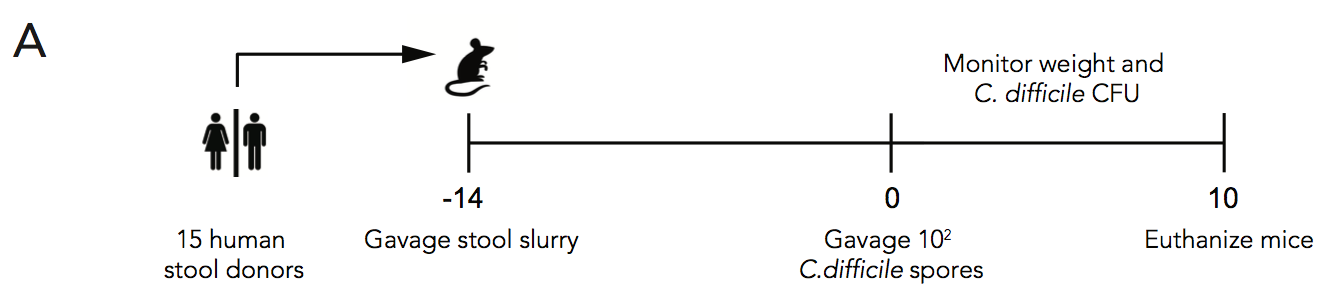 A
Monitor weight and
C. difficile CFU
-14
0
10
15 human
stool donors
Gavage stool slurry
Gavage 10²
C.difficile spores
Euthanize mice